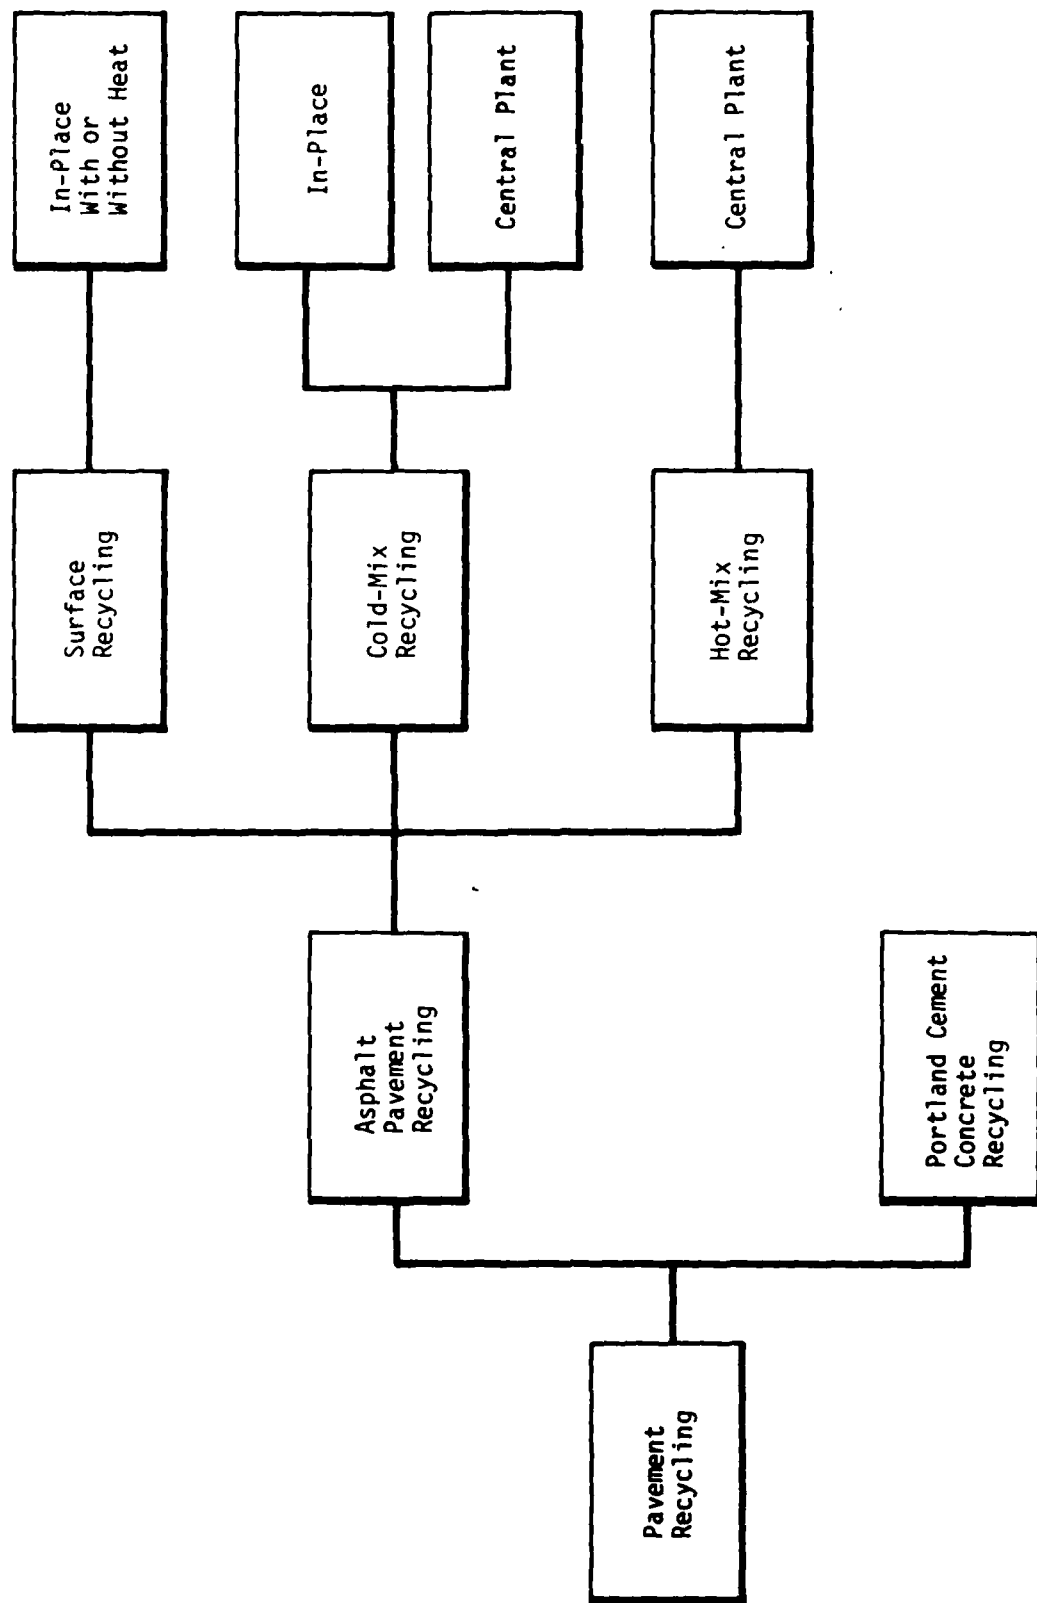 Pavement
Recycling
Asphalt
Pavement
Recycling
Portland Cement
Concrete
Recycling
Surface
Recycling
Cold-Mix
Recycling
Hot-Mix
Recycling
In-Place
With or
Without Heat
In-Place
Central Plant
Central Plant